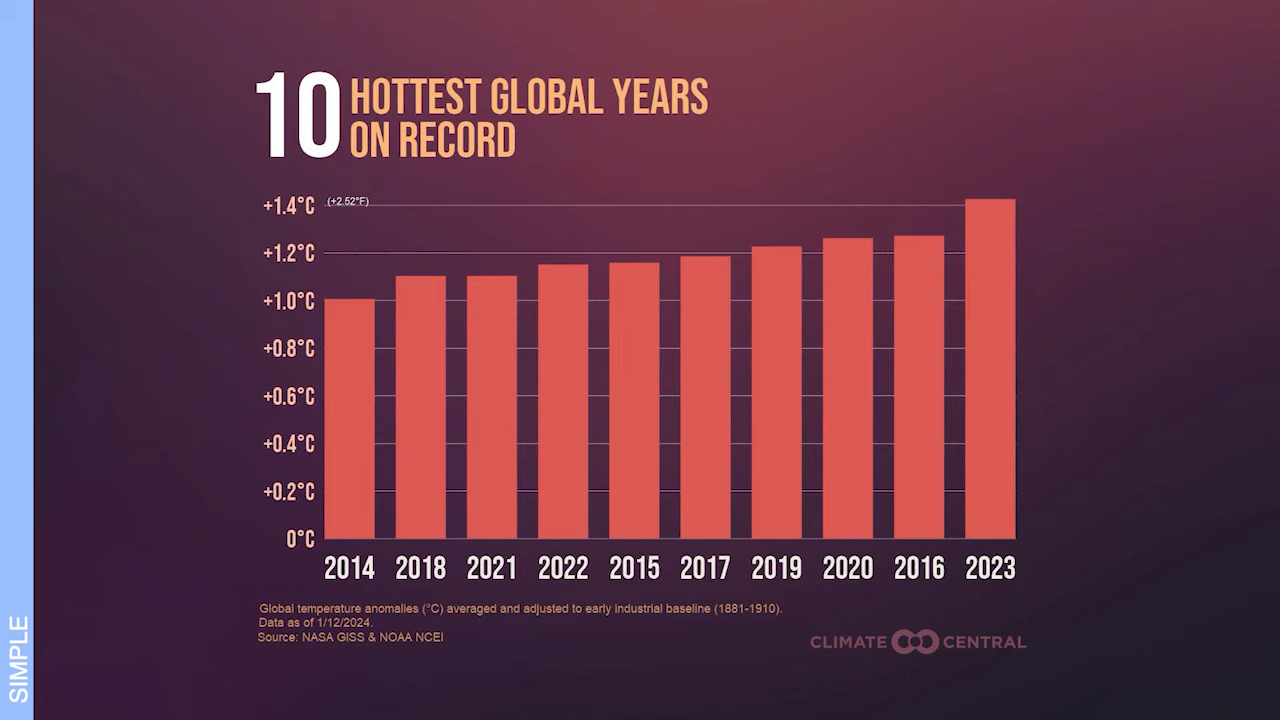 10 HOTTEST GLOBAL YEARS
ON RECORD
+1.4°C (+2.52°F)
+1.2°C
+1.0°C
+0.8°C
+0.6°C
+0.4°C
+0.2°C
0°C
2014 2018 2021 2022 2015 2017 2019 2020 2016 2023
Global temperature anomalies (°C) averaged and adjusted to early industrial baseline (1881-1910).
Data as of 1/12/2024.
Source: NASA GISS & NOAA NCEI
CLIMATE CENTRAL
SIMPLE